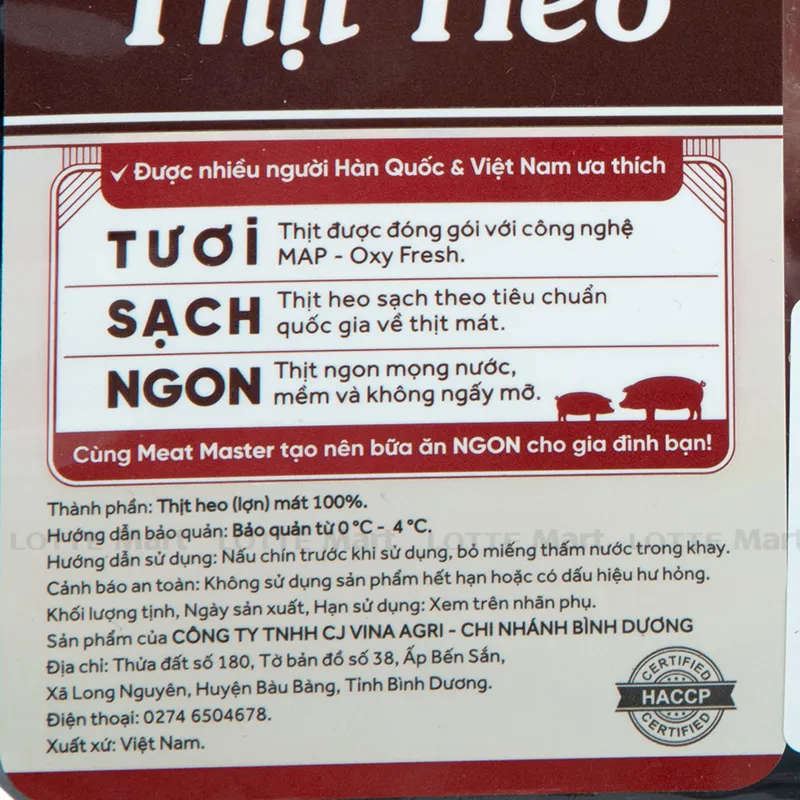 Thịt Heo
✓ Được nhiều người Hàn Quốc & Việt Nam ưa thích
TƯƠI Thịt được đóng gói với công nghệ
MAP - Oxy Fresh.
SẠCH Thịt heo sạch theo tiêu chuẩn
quốc gia về thịt mát.
NGON Thịt ngon mọng nước,
mềm và không ngấy mỡ.
Cùng Meat Master tạo nên bữa ăn NGON cho gia đình bạn!
Thành phần: Thịt heo (lợn) mát 100%.
Hướng dẫn bảo quản: Bảo quản từ 0 °C - 4 °C.
LOTTE Mart LOTTE Mart LOTTE Mart LOTTE Mart
Hướng dẫn sử dụng: Nấu chín trước khi sử dụng, bỏ miếng thấm nước trong khay.
Cảnh báo an toàn: Không sử dụng sản phẩm hết hạn hoặc có dấu hiệu hư hỏng.
Khối lượng tịnh, Ngày sản xuất, Hạn sử dụng: Xem trên nhãn phụ.
Sản phẩm của CÔNG TY TNHH CJ VINA AGRI - CHI NHÁNH BÌNH DƯƠNG
Địa chỉ: Thửa đất số 180, Tờ bản đồ số 38, Ấp Bến Sắn,
Xã Long Nguyên, Huyện Bàu Bàng, Tỉnh Bình Dương.
Điện thoại: 0274 6504678.
Xuất xứ: Việt Nam.
CERTIFIED
HACCP
CERTIFIED